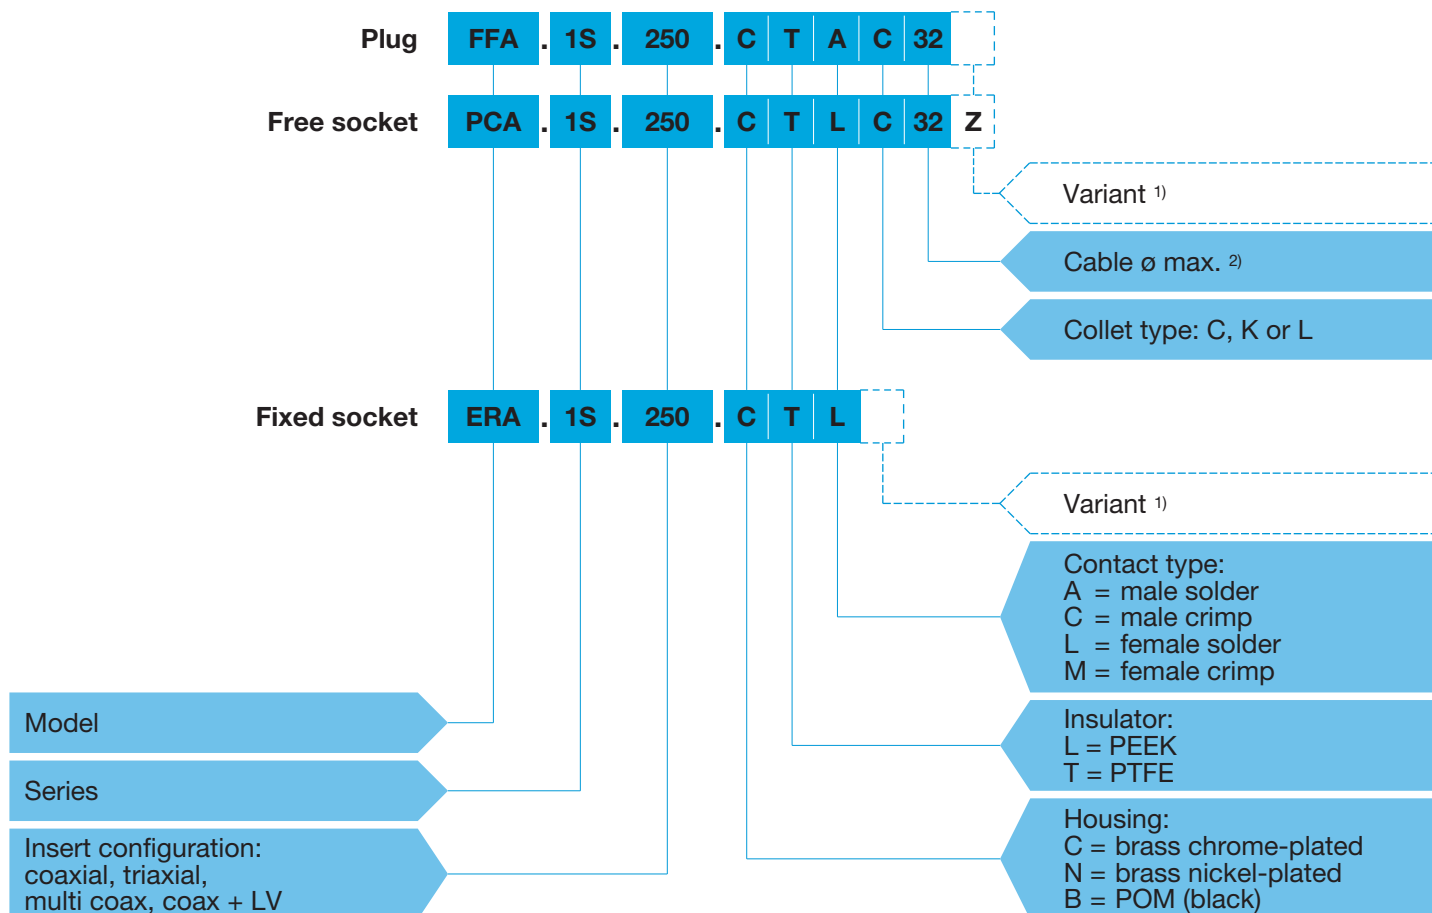 Plug FFA . 1S . 250 . C T A C 32
Free socket PCA . 1S . 250 . C T L C 32 Z
Variant 1)
Cable ø max. 2)
Collet type: C, K or L
Fixed socket ERA . 1S . 250 . C T L
Variant 1)
Contact type:
A = male solder
C = male crimp
L = female solder
M = female crimp
Model
Insulator:
L = PEEK
T = PTFE
Series
Insert configuration:
coaxial, triaxial,
multi coax, coax + LV
Housing:
C = brass chrome-plated
N = brass nickel-plated
B = POM (black)